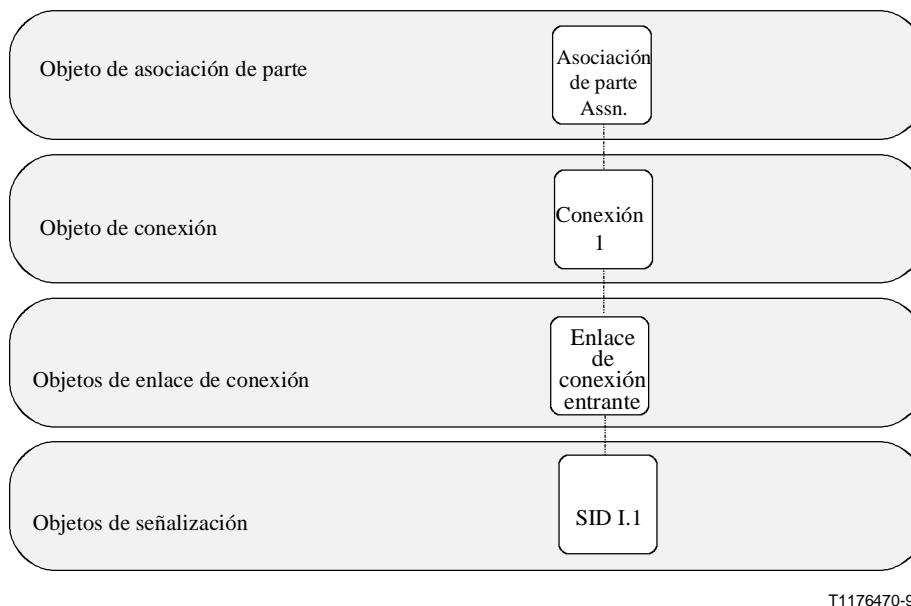 Objeto de asociación de parte
Asociación
de parte
Assn.
Objeto de conexión
Conexión
1
Objetos de enlace de conexión
Enlace
de
conexión
entrante
Objetos de señalización
SID I.1
T1176470-9